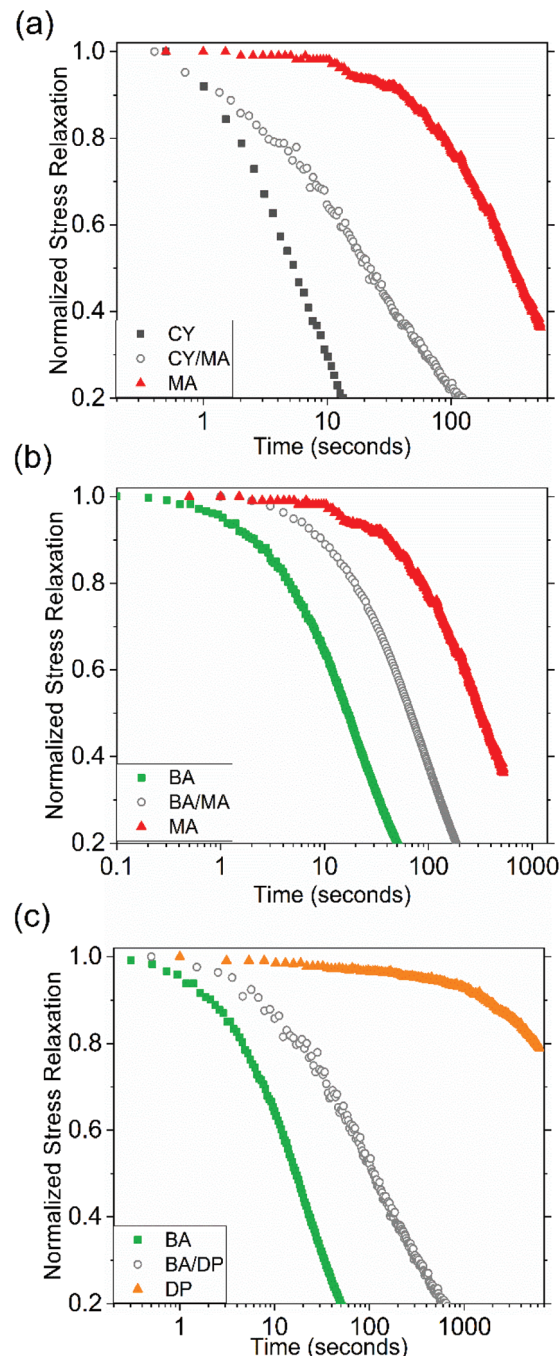 (a)
Normalized Stress Relaxation
1.0
0.8
0.6
0.4
0.2
CY
CY/MA
MA
1
10
100
Time (seconds)
(b)
Normalized Stress Relaxation
1.0
0.8
0.6
0.4
0.2
BA
BA/MA
MA
0.1
1
10
100
1000
Time (seconds)
(c)
Normalized Stress Relaxation
1.0
0.8
0.6
0.4
0.2
BA
BA/DP
DP
1
10
100
1000
Time (seconds)